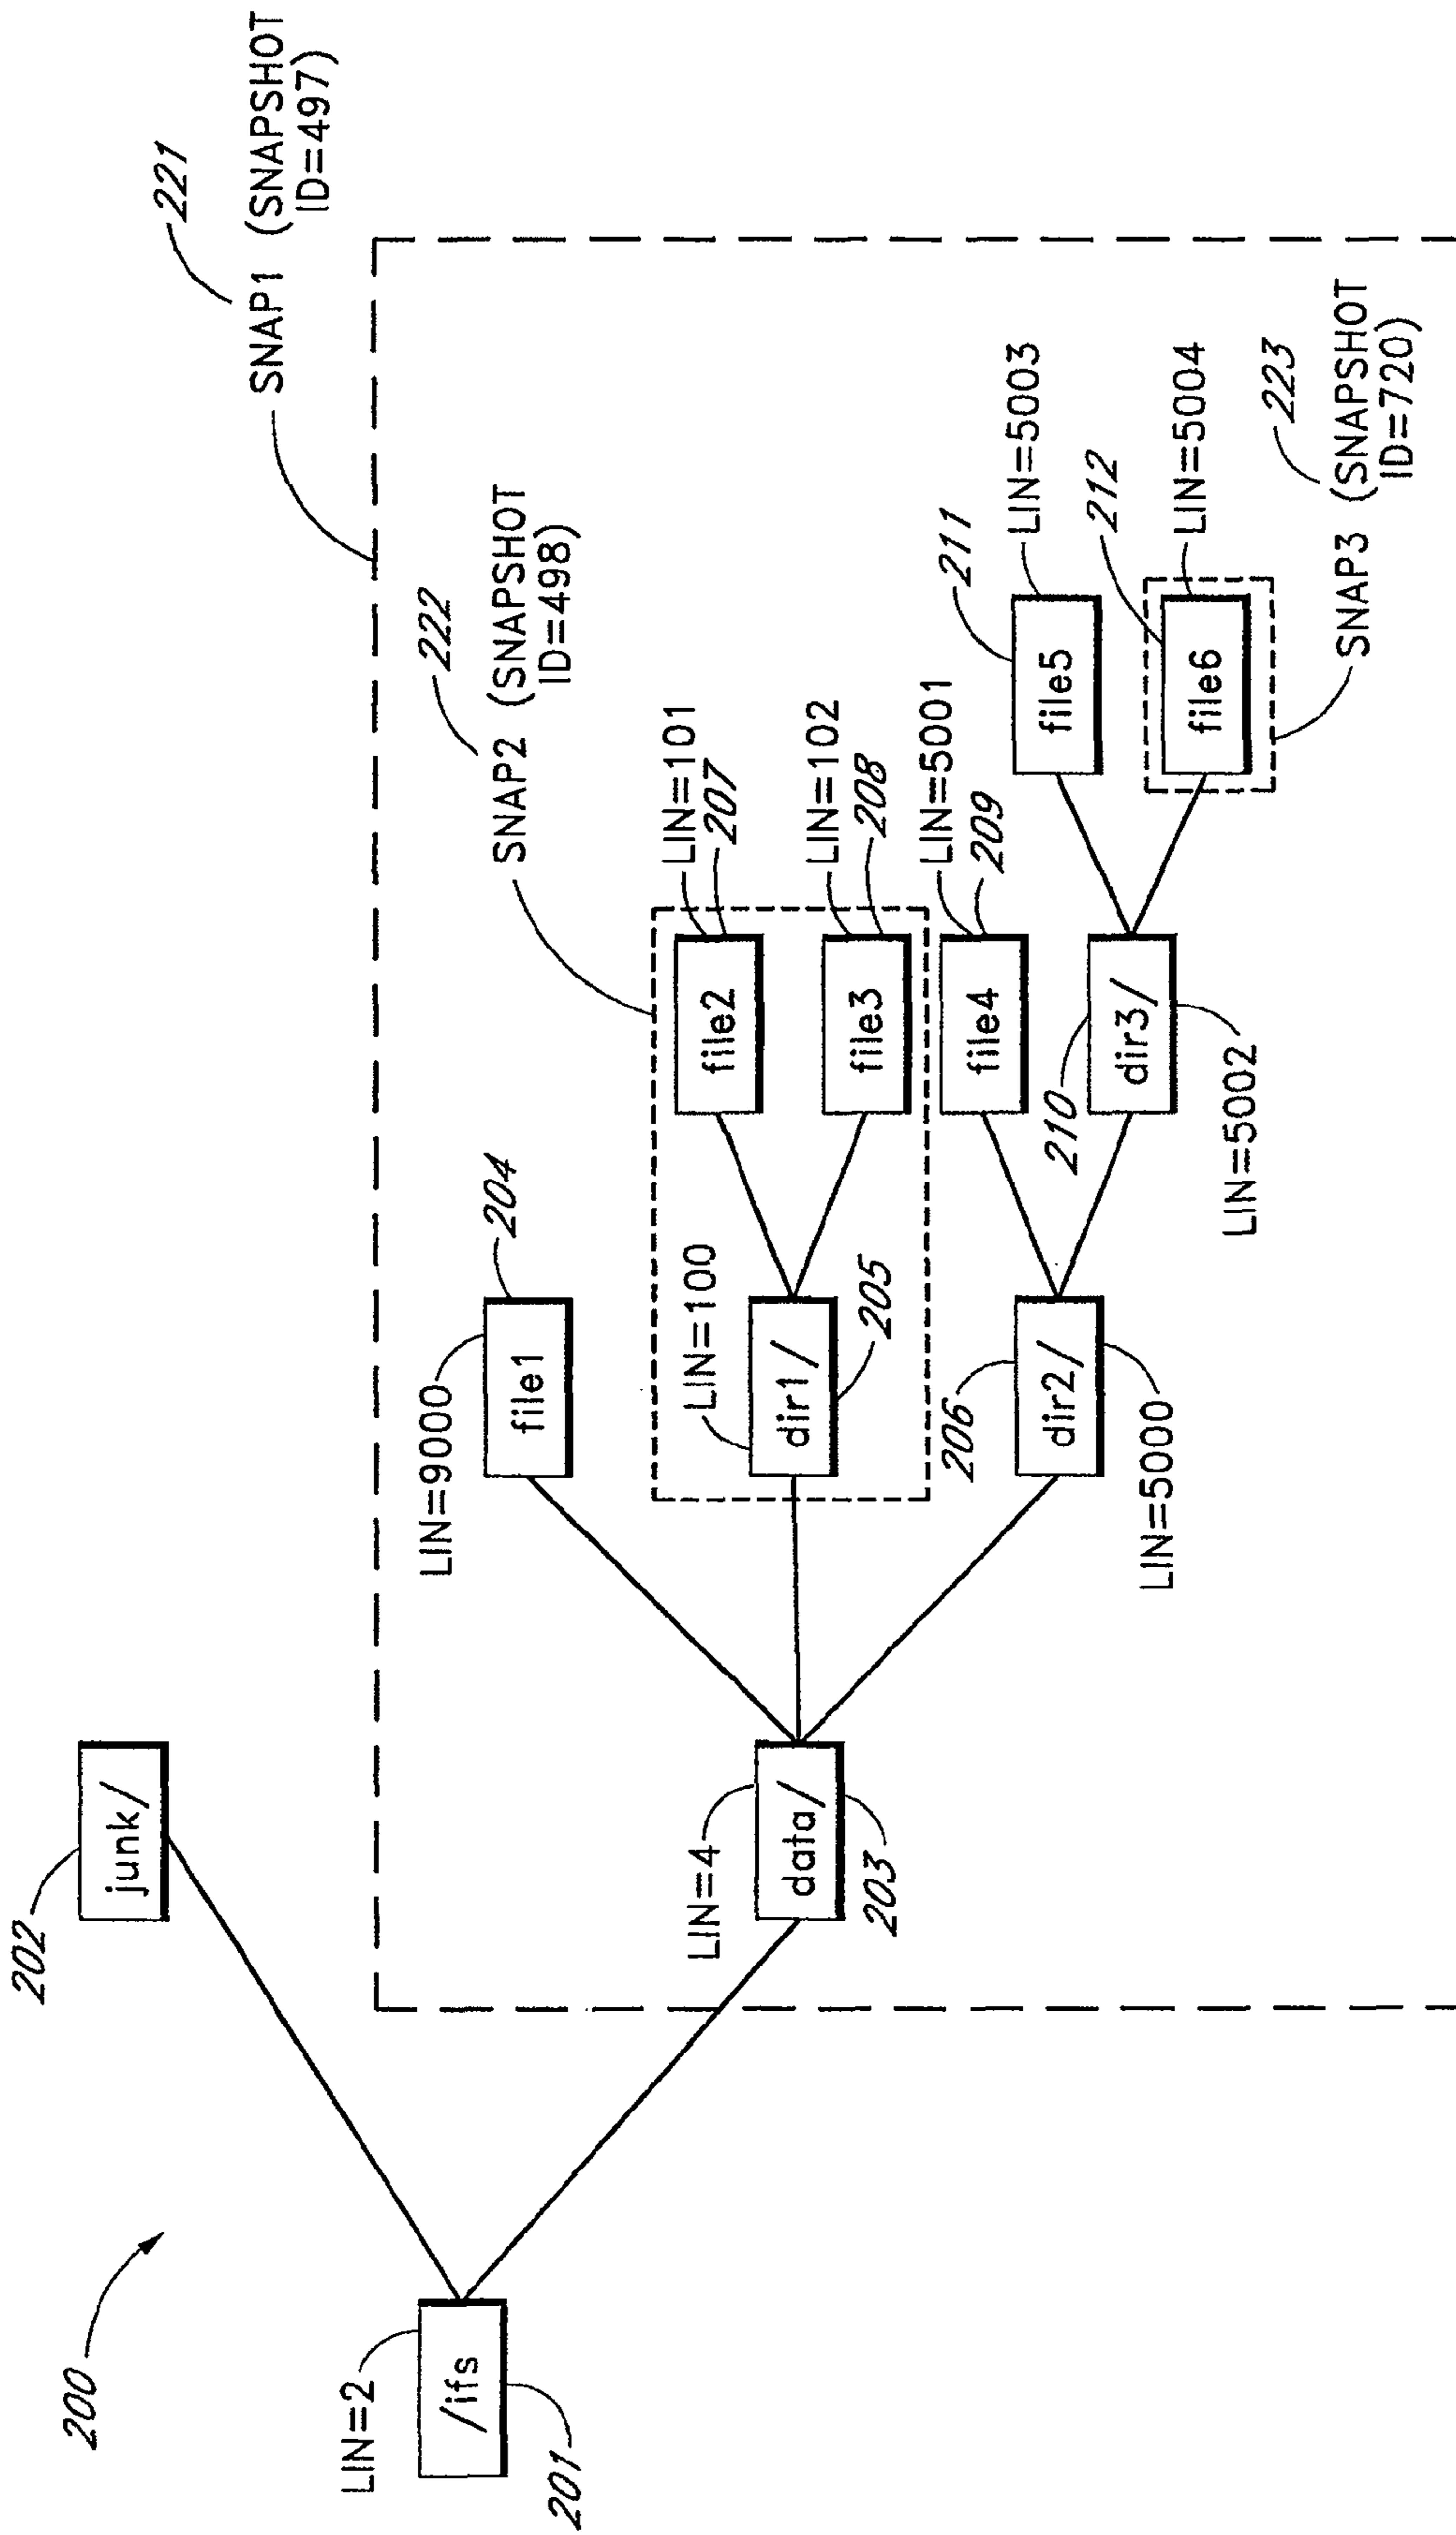 200
LIN=2
/ifs
201
202
junk/
LIN=4
data/
203
221
SNAP1 (SNAPSHOT
ID=497)
222
SNAP2 (SNAPSHOT
ID=498)
LIN=9000
file1
204
LIN=100
dir1/
205
file2
LIN=101
207
file3
LIN=102
208
206
dir2/
LIN=5000
file4
LIN=5001
209
210
dir3/
LIN=5002
211
file5
LIN=5003
212
file6
LIN=5004
223
SNAP3 (SNAPSHOT
ID=720)